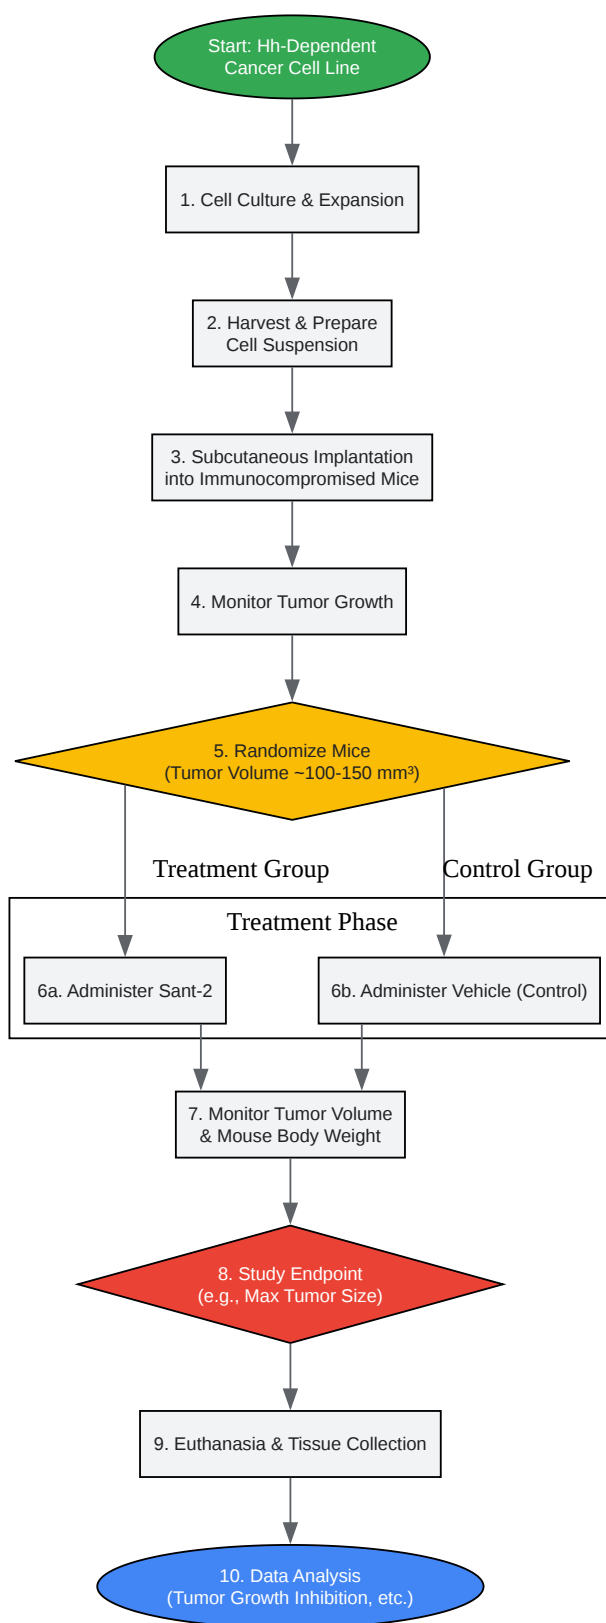 Start: Hh-Dependent
Cancer Cell Line
1. Cell Culture & Expansion
2. Harvest & Prepare
Cell Suspension
3. Subcutaneous Implantation
into Immunocompromised Mice
4. Monitor Tumor Growth
5. Randomize Mice
(Tumor Volume ~100-150 mm³)
Treatment Group
Control Group
Treatment Phase
6a. Administer Sant-2
6b. Administer Vehicle (Control)
7. Monitor Tumor Volume
& Mouse Body Weight
8. Study Endpoint
(e.g., Max Tumor Size)
9. Euthanasia & Tissue Collection
10. Data Analysis
(Tumor Growth Inhibition, etc.)